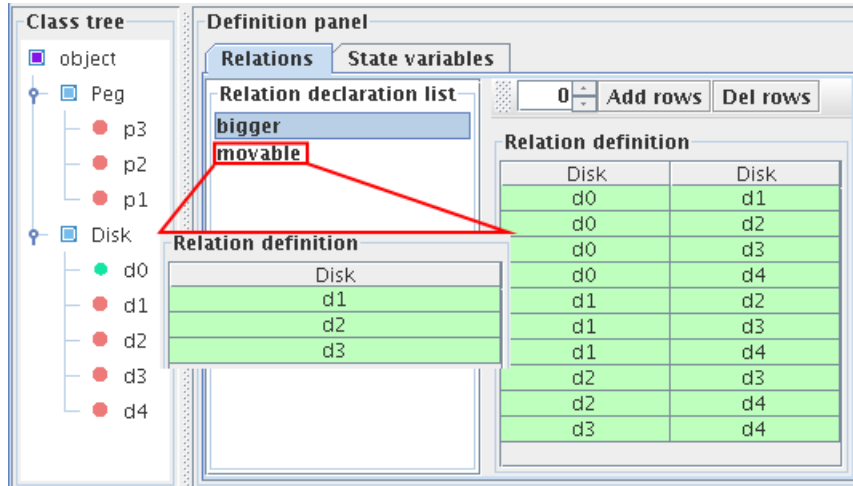 Class tree
object
Peg
p3
p2
p1
Disk
d0
d1
d2
d3
d4
Definition panel
Relations State variables
Relation declaration list
bigger
movable
Relation definition
Disk
d1
d2
d3
0 Add rows Del rows
Relation definition
Disk Disk
d0 d1
d0 d2
d0 d3
d0 d4
d1 d2
d1 d3
d1 d4
d2 d3
d2 d4
d3 d4